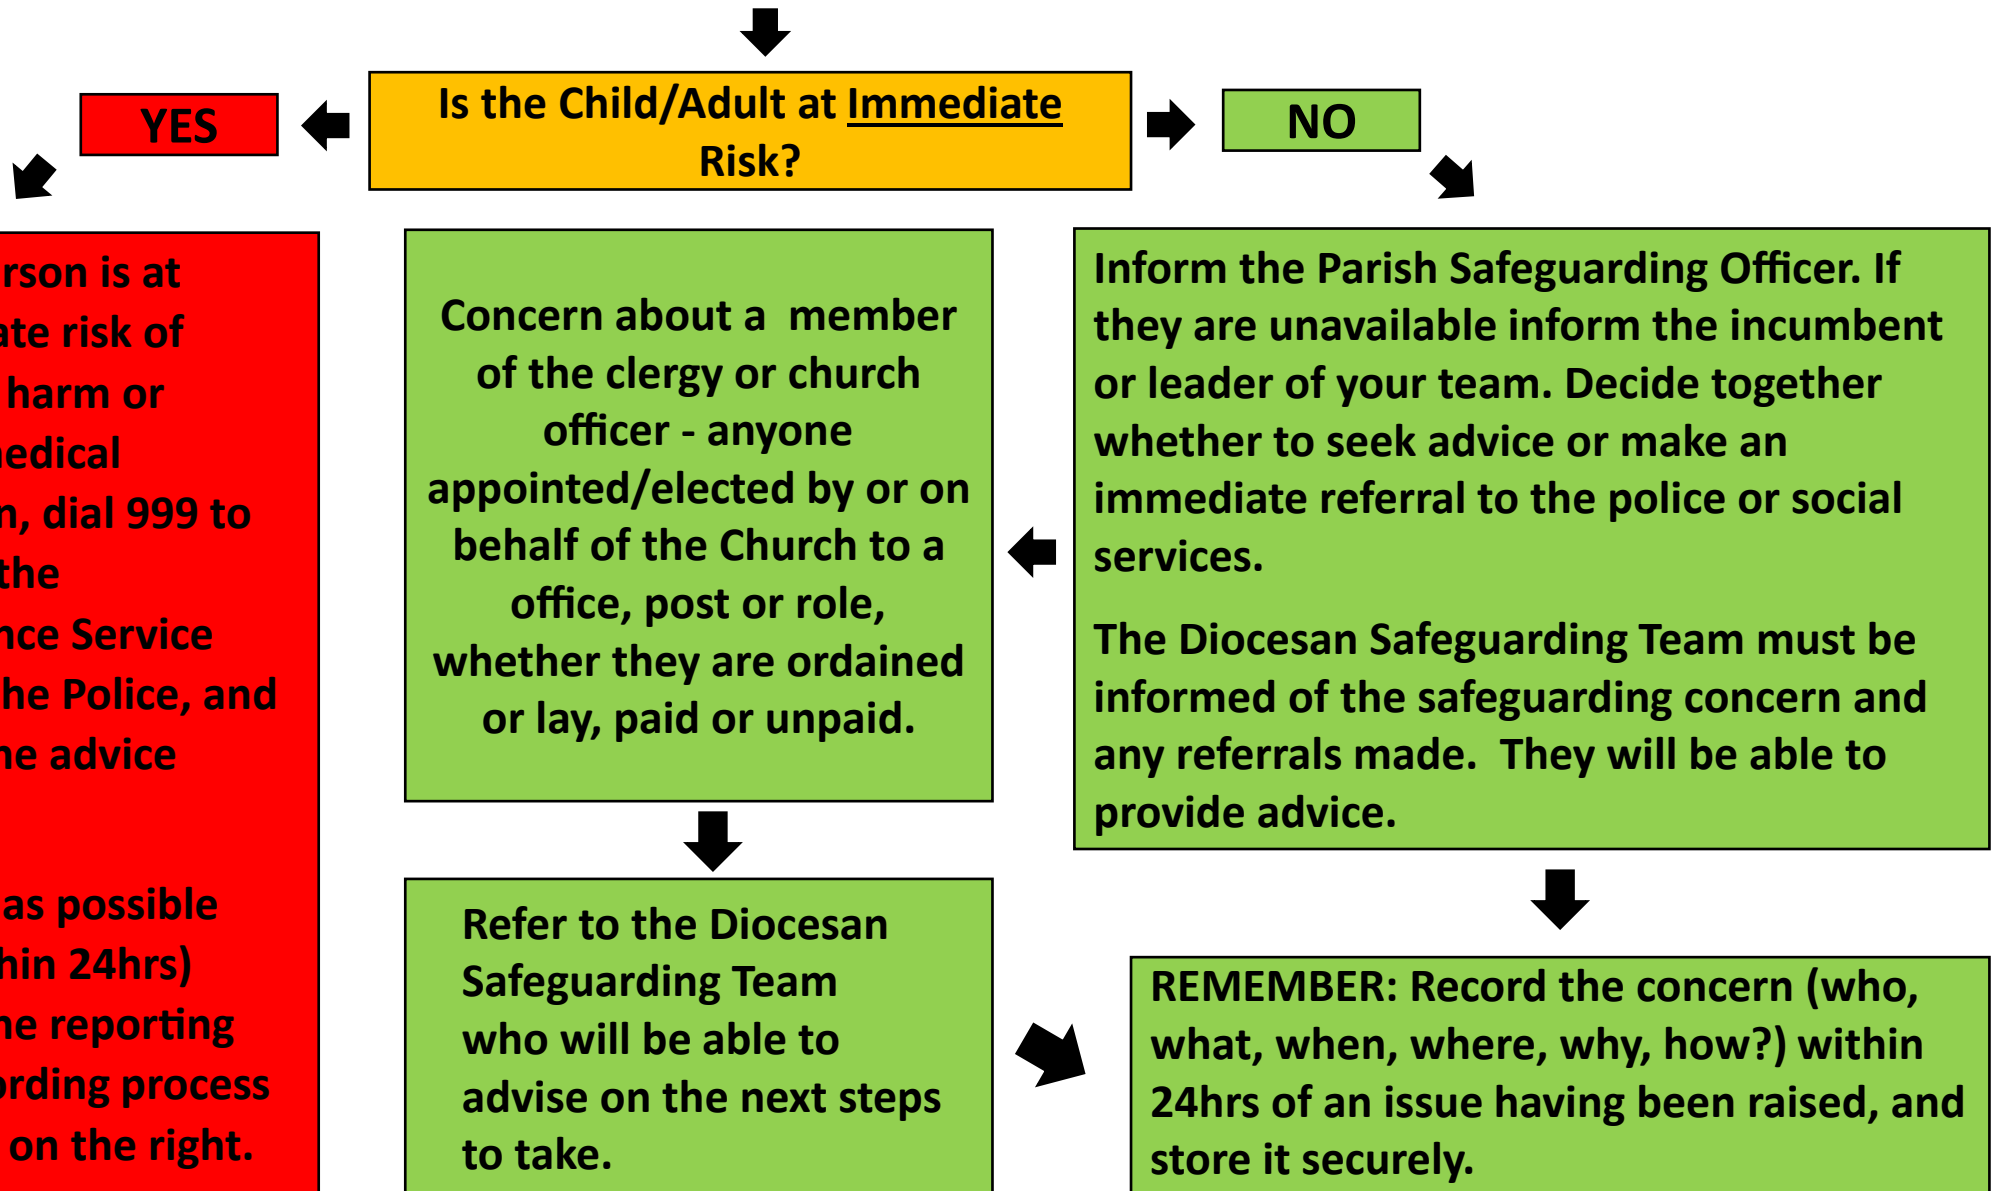 Is the Child/Adult at Immediate
Risk?
YES
NO
rson is at
ate risk of
harm or
medical
n, dial 999 to
the
nce Service
he Police, and
ne advice
as possible
hin 24hrs)
ne reporting
ording process
on the right.
Concern about a member
of the clergy or church
officer - anyone
appointed/elected by or on
behalf of the Church to a
office, post or role,
whether they are ordained
or lay, paid or unpaid.
Inform the Parish Safeguarding Officer. If
they are unavailable inform the incumbent
or leader of your team. Decide together
whether to seek advice or make an
immediate referral to the police or social
services.
The Diocesan Safeguarding Team must be
informed of the safeguarding concern and
any referrals made. They will be able to
provide advice.
Refer to the Diocesan
Safeguarding Team
who will be able to
advise on the next steps
to take.
REMEMBER: Record the concern (who,
what, when, where, why, how?) within
24hrs of an issue having been raised, and
store it securely.